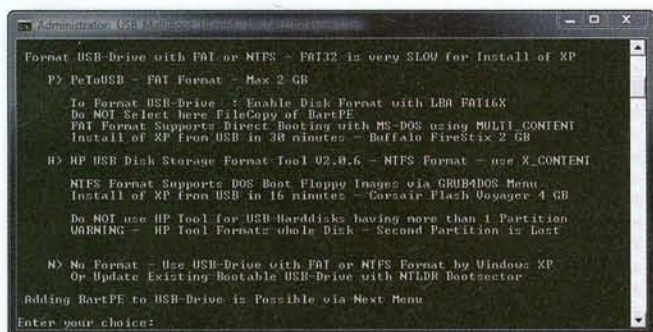 Administrator: USB Multiboot
Format USB-Drive with FAT or NTFS - FAT32 is very SLOW for Install of XP
P> PeToUSB - FAT Format - Max 2 GB
To Format USB-Drive : Enable Disk Format with LBA FAT16X
Do NOT Select here FileCopy of BartPE
FAT Format Supports Direct Booting with MS-DOS using MULTI_CONTENT
Install of XP from USB in 30 minutes - Buffalo FireStix 2 GB
H> HP USB Disk Storage Format Tool V2.0.6 - NTFS Format - use X_CONTENT
NTFS Format Supports DOS Boot Floppy Images via GRUB4DOS Menu
Install of XP from USB in 16 minutes - Corsair Flash Voyager 4 GB
Do NOT use HP Tool for USB-Harddisks having more than 1 Partition
WARNING - HP Tool Formats whole Disk - Second Partition is Lost
N> No Format - Use USB-Drive with FAT or NTFS Format by Windows XP
Or Update Existing Bootable USB-Drive with NTLDR Bootsector
Adding BartPE to USB-Drive is Possible via Next Menu
Enter your choice: